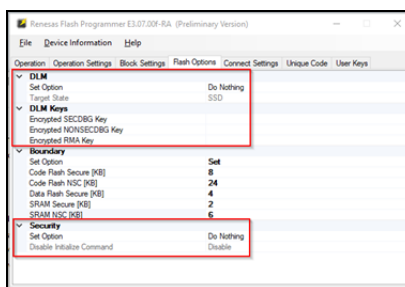 Renesas Flash Programmer E3.07.00f-RA (Preliminary Version)
File Device Information Help
Operation Operation Settings Block Settings Flash Options Connect Settings Unique Code User Keys
DLM
Set Option Do Nothing
Target State SSD
DLM Keys
Encrypted SECDBG Key
Encrypted NONSECDBG Key
Encrypted RMA Key
Boundary
Set Option Set
Code Flash Secure [KB] 8
Code Flash NSC [KB] 24
Data Flash Secure [KB] 4
SRAM Secure [KB] 2
SRAM NSC [KB] 6
Security
Set Option Do Nothing
Disable Initialize Command Disable